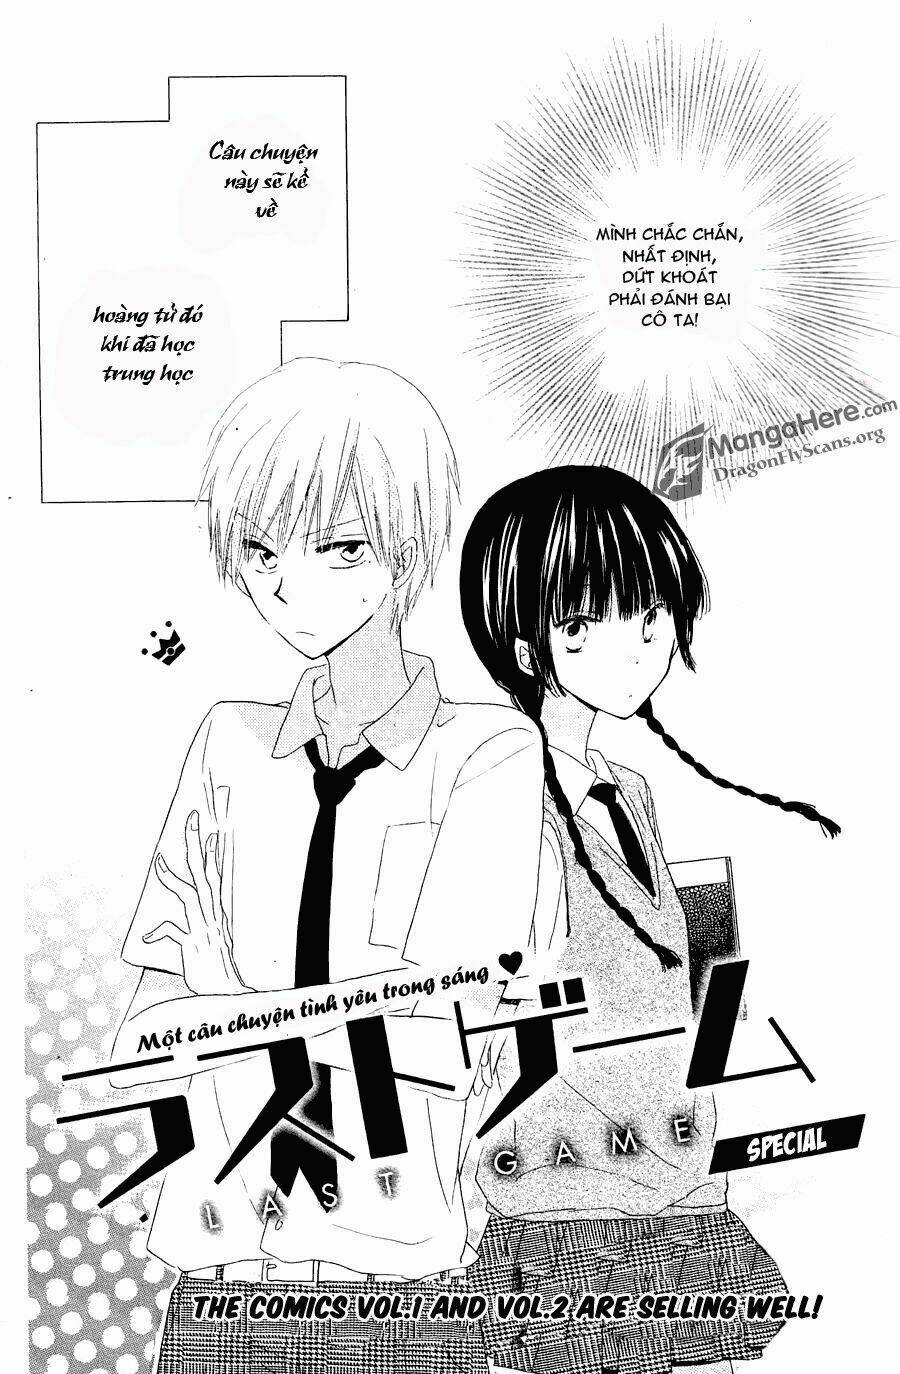 Câu chuyện
này sẽ kể
về
hoàng tử đó
khi đã học
trung học
MÌNH CHẮC CHẮN,
NHẤT ĐỊNH,
DỨT KHOÁT
PHẢI ĐÁNH BẠI
CÔ TA!
MangaHere.com
DragonFlyScans.org
Một câu chuyện tình yêu trong sáng
ラストゲーム
LAST GAME
SPECIAL
THE COMICS VOL.1 AND VOL.2 ARE SELLING WELL!